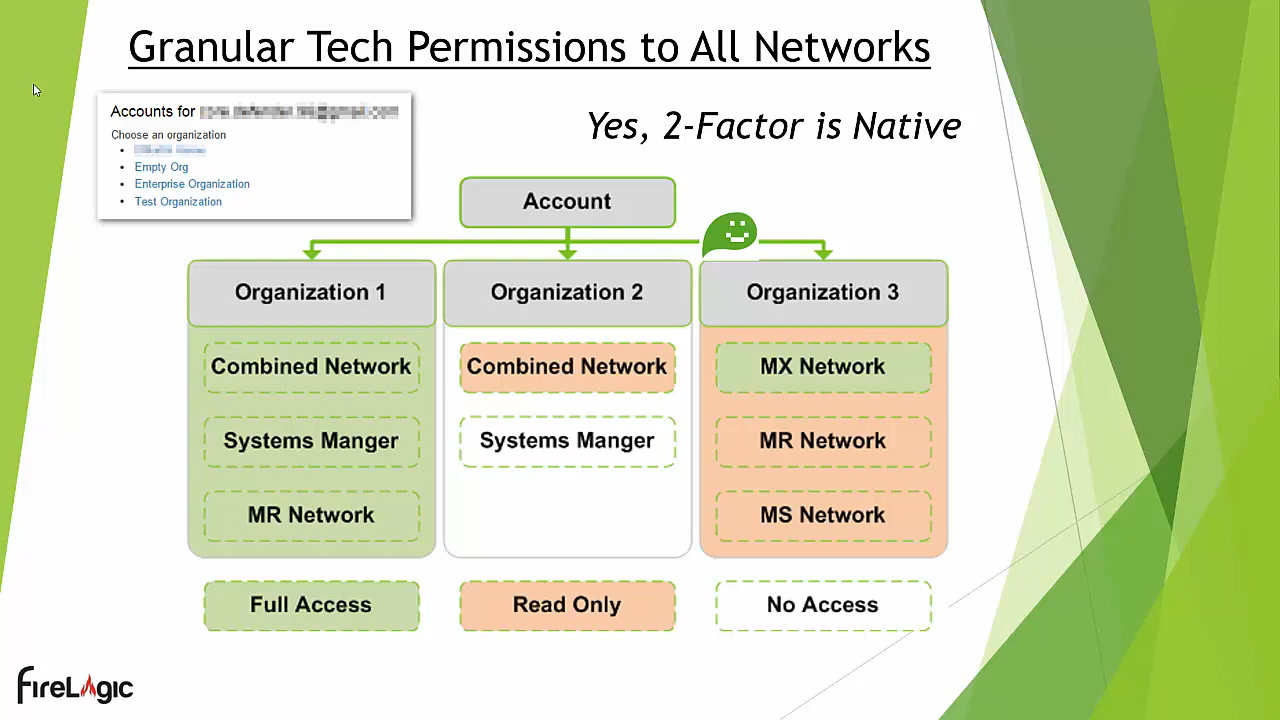 Granular Tech Permissions to All Networks
Accounts for
Choose an organization
Empty Org
Enterprise Organization
Test Organization
Yes, 2-Factor is Native
Account
Organization 1
Organization 2
Organization 3
Combined Network
Combined Network
MX Network
Systems Manger
Systems Manger
MR Network
MR Network
MS Network
Full Access
Read Only
No Access
FireLogic